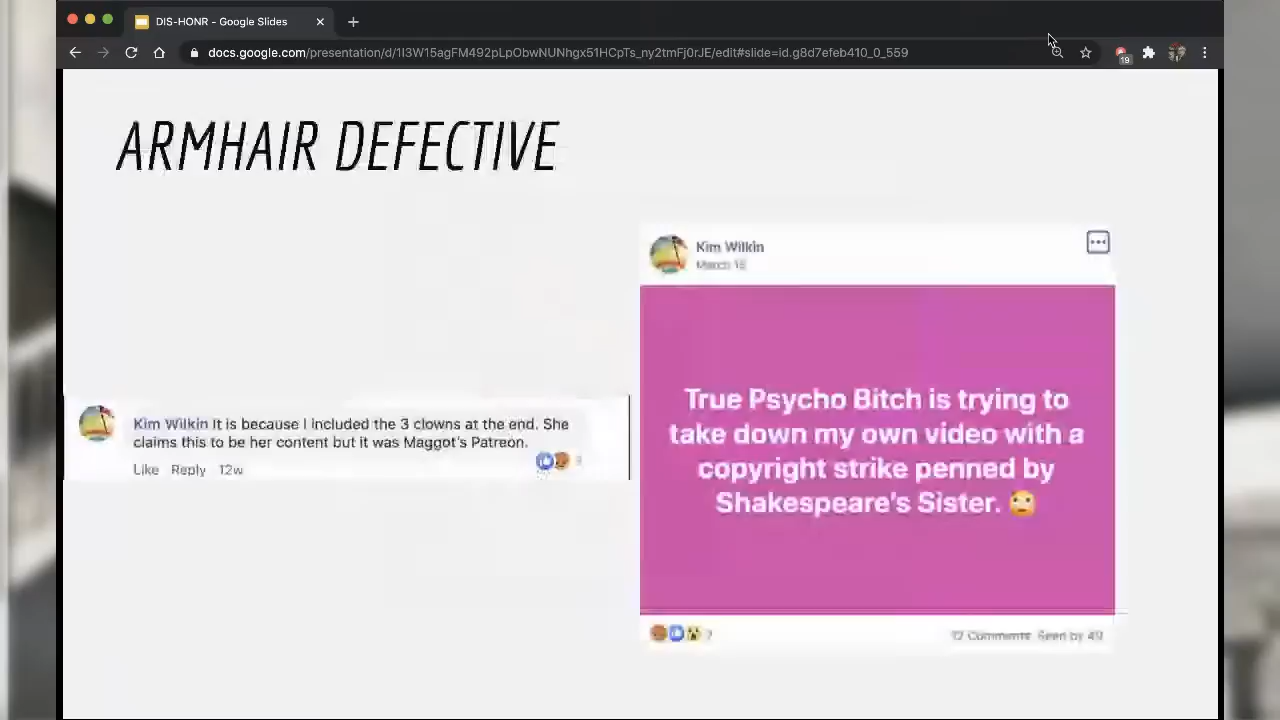 DIS-HONR - Google Slides
docs.google.com/presentation/d/1I3W15agFM492pLpObwNUNhgx51HCpTs_ny2tmFj0rJE/edit#slide=id.g8d7efeb410_0_559
19
ARMHAIR DEFECTIVE
Kim Wilkin
March 15
True Psycho Bitch is trying to
take down my own video with a
copyright strike penned by
Shakespeare's Sister. 🙄
12 Comments Seen by 49
Kim Wilkin It is because I included the 3 clowns at the end. She
claims this to be her content but it was Maggot's Patreon.
Like Reply 12w